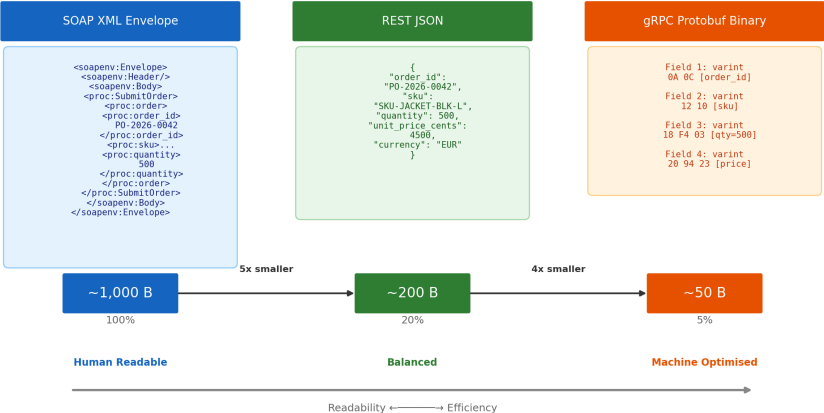 SOAP XML Envelope
<soapenv:Envelope>
<soapenv:Header/>
<soapenv:Body>
<proc:SubmitOrder>
<proc:order>
<proc:order_id>
PO-2026-0042
</proc:order_id>
<proc:sku>...
<proc:quantity>
500
</proc:quantity>
</proc:order>
</proc:SubmitOrder>
</soapenv:Body>
</soapenv:Envelope>
REST JSON
{
"order_id":
"PO-2026-0042",
"sku":
"SKU-JACKET-BLK-L",
"quantity": 500,
"unit_price_cents":
4500,
"currency": "EUR"
}
gRPC Protobuf Binary
Field 1: varint
0A 0C [order_id]
Field 2: varint
12 10 [sku]
Field 3: varint
18 F4 03 [qty=500]
Field 4: varint
20 94 23 [price]
~1,000 B
5x smaller
~200 B
4x smaller
~50 B
100%
20%
5%
Human Readable
Balanced
Machine Optimised
Readability ←———→ Efficiency